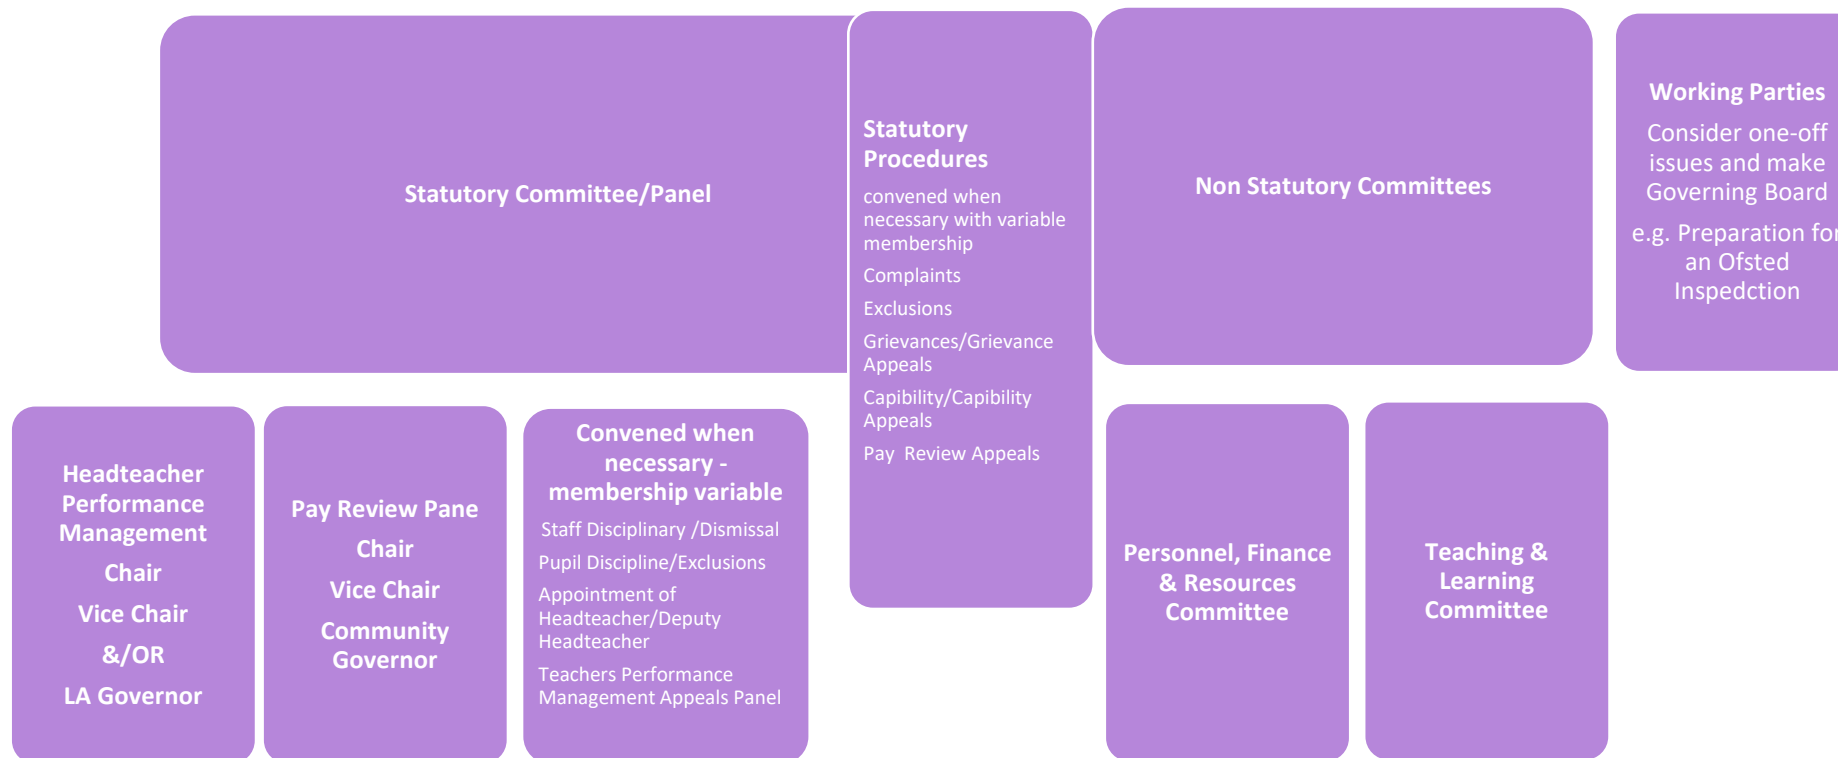 Statutory Committee/Panel
Statutory
Procedures
convened when
necessary with variable
membership
Complaints
Exclusions
Grievances/Grievance
Appeals
Capibility/Capibility
Appeals
Pay Review Appeals
Non Statutory Committees
Working Parties
Consider one-off
issues and make
Governing Board
e.g. Preparation for
an Ofsted
Inspedction
Headteacher
Performance
Management
Chair
Vice Chair
&/OR
LA Governor
Pay Review Pane
Chair
Vice Chair
Community
Governor
Convened when
necessary -
membership variable
Staff Disciplinary /Dismissal
Pupil Discipline/Exclusions
Appointment of
Headteacher/Deputy
Headteacher
Teachers Performance
Management Appeals Panel
Personnel, Finance
& Resources
Committee
Teaching &
Learning
Committee